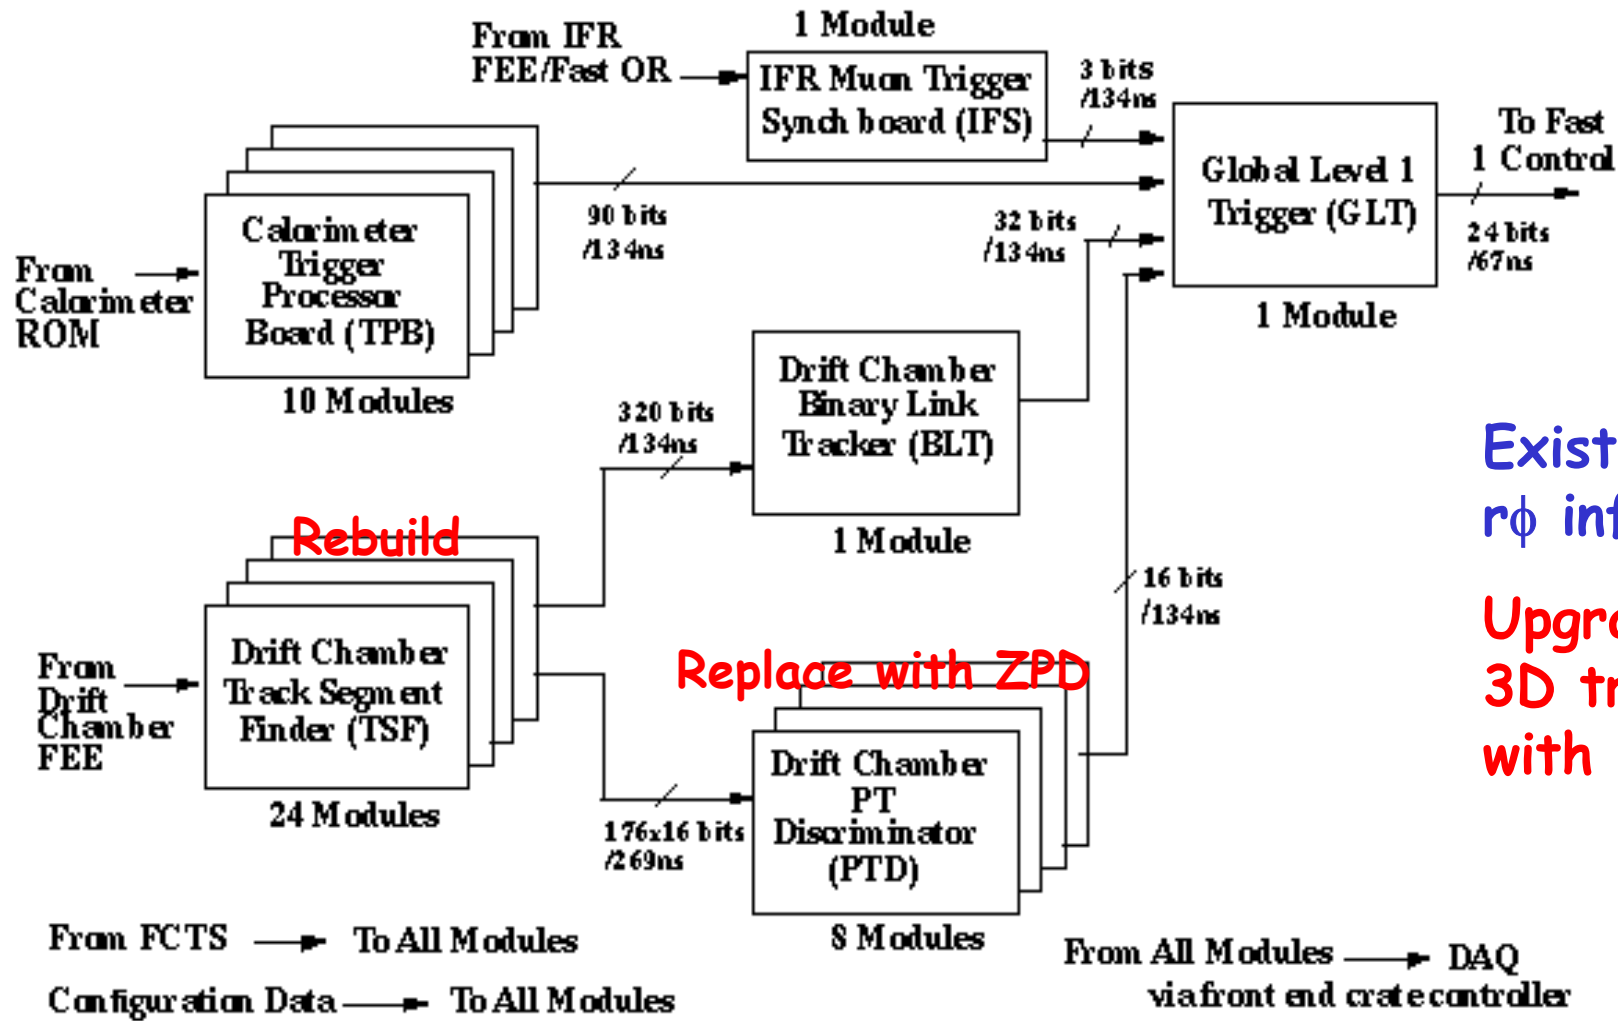 1 Module
From IFR
FEE/Fast OR
IFR Muon Trigger
Synch board (IFS)
3 bits
/134ns
Global Level 1
Trigger (GLT)
1 Module
To Fast
1 Control
24 bits
/67ns
90 bits
/134ns
32 bits
/134ns
Calorimeter
Trigger
Processor
Board (TPB)
10 Modules
From
Calorimeter
ROM
320 bits
/134ns
Drift Chamber
Binary Link
Tracker (BLT)
1 Module
Rebuild
Drift Chamber
Track Segment
Finder (TSF)
24 Modules
From
Drift
Chamber
FEE
176x16 bits
/269ns
Replace with ZPD
Drift Chamber
PT
Discriminator
(PTD)
8 Modules
16 bits
/134ns
Exist
rϕ inf
Upgra
3D tr
with
From FCTS
To All Modules
Configuration Data
To All Modules
From All Modules
DAQ
via front end crate controller